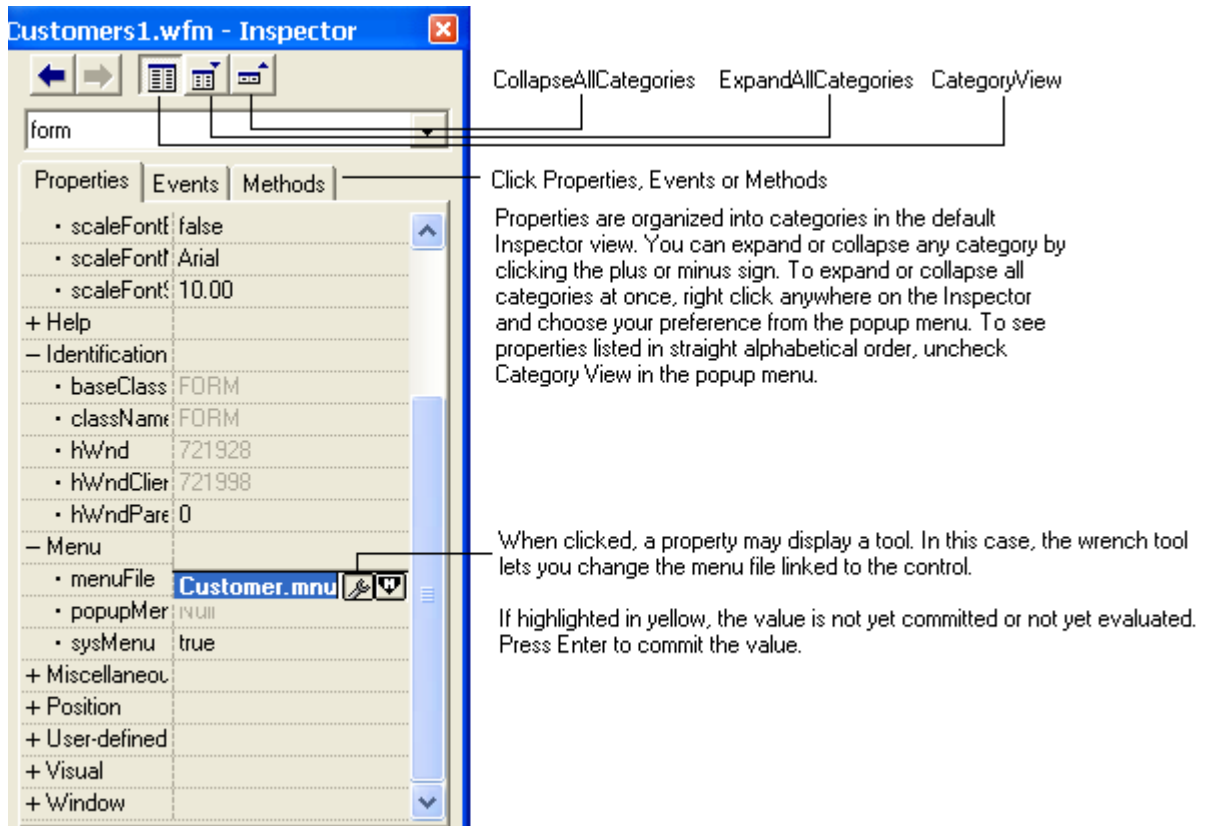 Customers1.wfm - Inspector
CollapseAllCategories ExpandAllCategories CategoryView
form
Properties Events Methods
Click Properties, Events or Methods
Properties are organized into categories in the default
Inspector view. You can expand or collapse any category by
clicking the plus or minus sign. To expand or collapse all
categories at once, right click anywhere on the Inspector
and choose your preference from the popup menu. To see
properties listed in straight alphabetical order, uncheck
Category View in the popup menu.
scaleFontB false
scaleFontN Arial
scaleFontS 10.00
+ Help
– Identification
baseClass FORM
className FORM
hWnd 721928
hWndClien 721998
hWndPare 0
– Menu
menuFile Customer.mnu
popupMen Null
sysMenu true
+ Miscellaneou
+ Position
+ User-defined
+ Visual
+ Window
When clicked, a property may display a tool. In this case, the wrench tool
lets you change the menu file linked to the control.
If highlighted in yellow, the value is not yet committed or not yet evaluated.
Press Enter to commit the value.